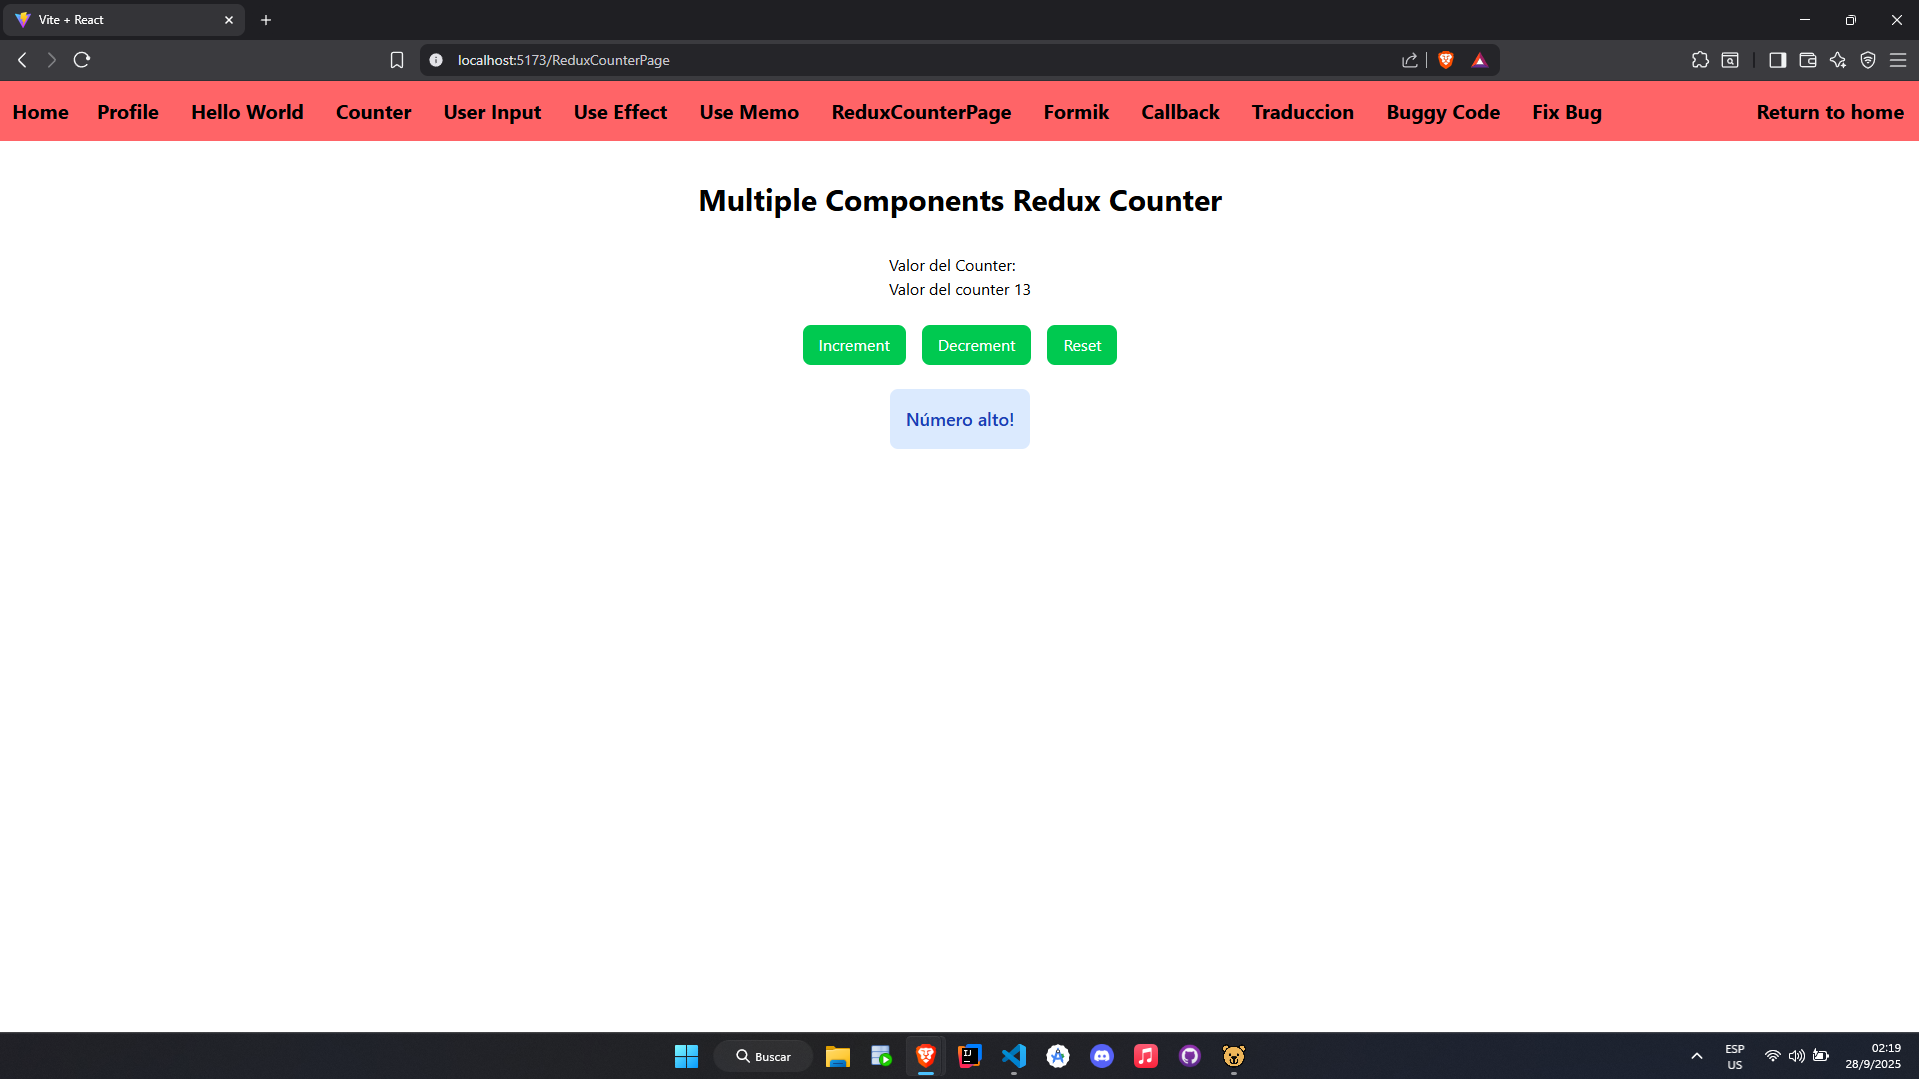 Vite + React
localhost:5173/ReduxCounterPage
Home Profile Hello World Counter User Input Use Effect Use Memo ReduxCounterPage Formik Callback Traduccion Buggy Code Fix Bug Return to home
Multiple Components Redux Counter
Valor del Counter:
Valor del counter 13
Increment Decrement Reset
Número alto!
Buscar
ESP
US
02:19
28/9/2025